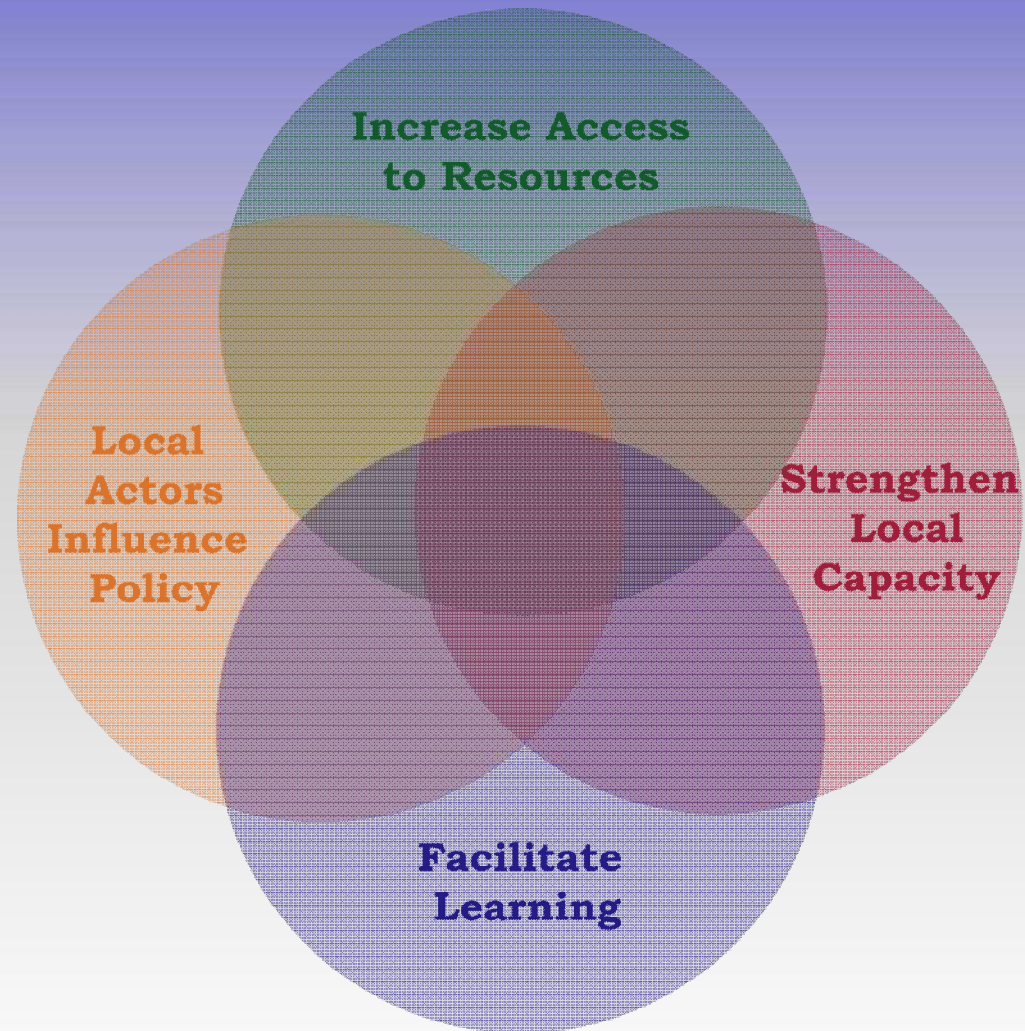 Increase Access
to Resources
Local
Actors
Influence
Policy
Strengthen
Local
Capacity
Facilitate
Learning